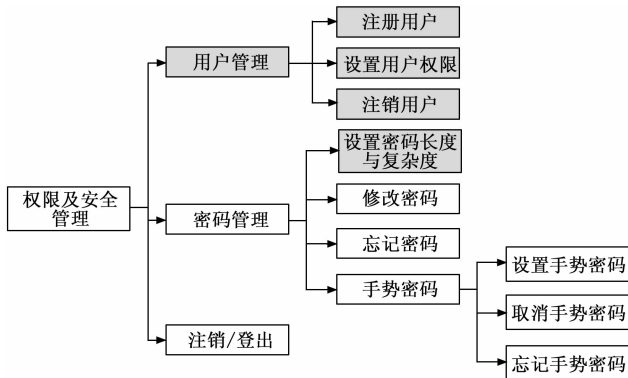 权限及安全
管理
用户管理
注册用户
设置用户权限
注销用户
密码管理
设置密码长度
与复杂度
修改密码
忘记密码
手势密码
设置手势密码
取消手势密码
忘记手势密码
注销/登出